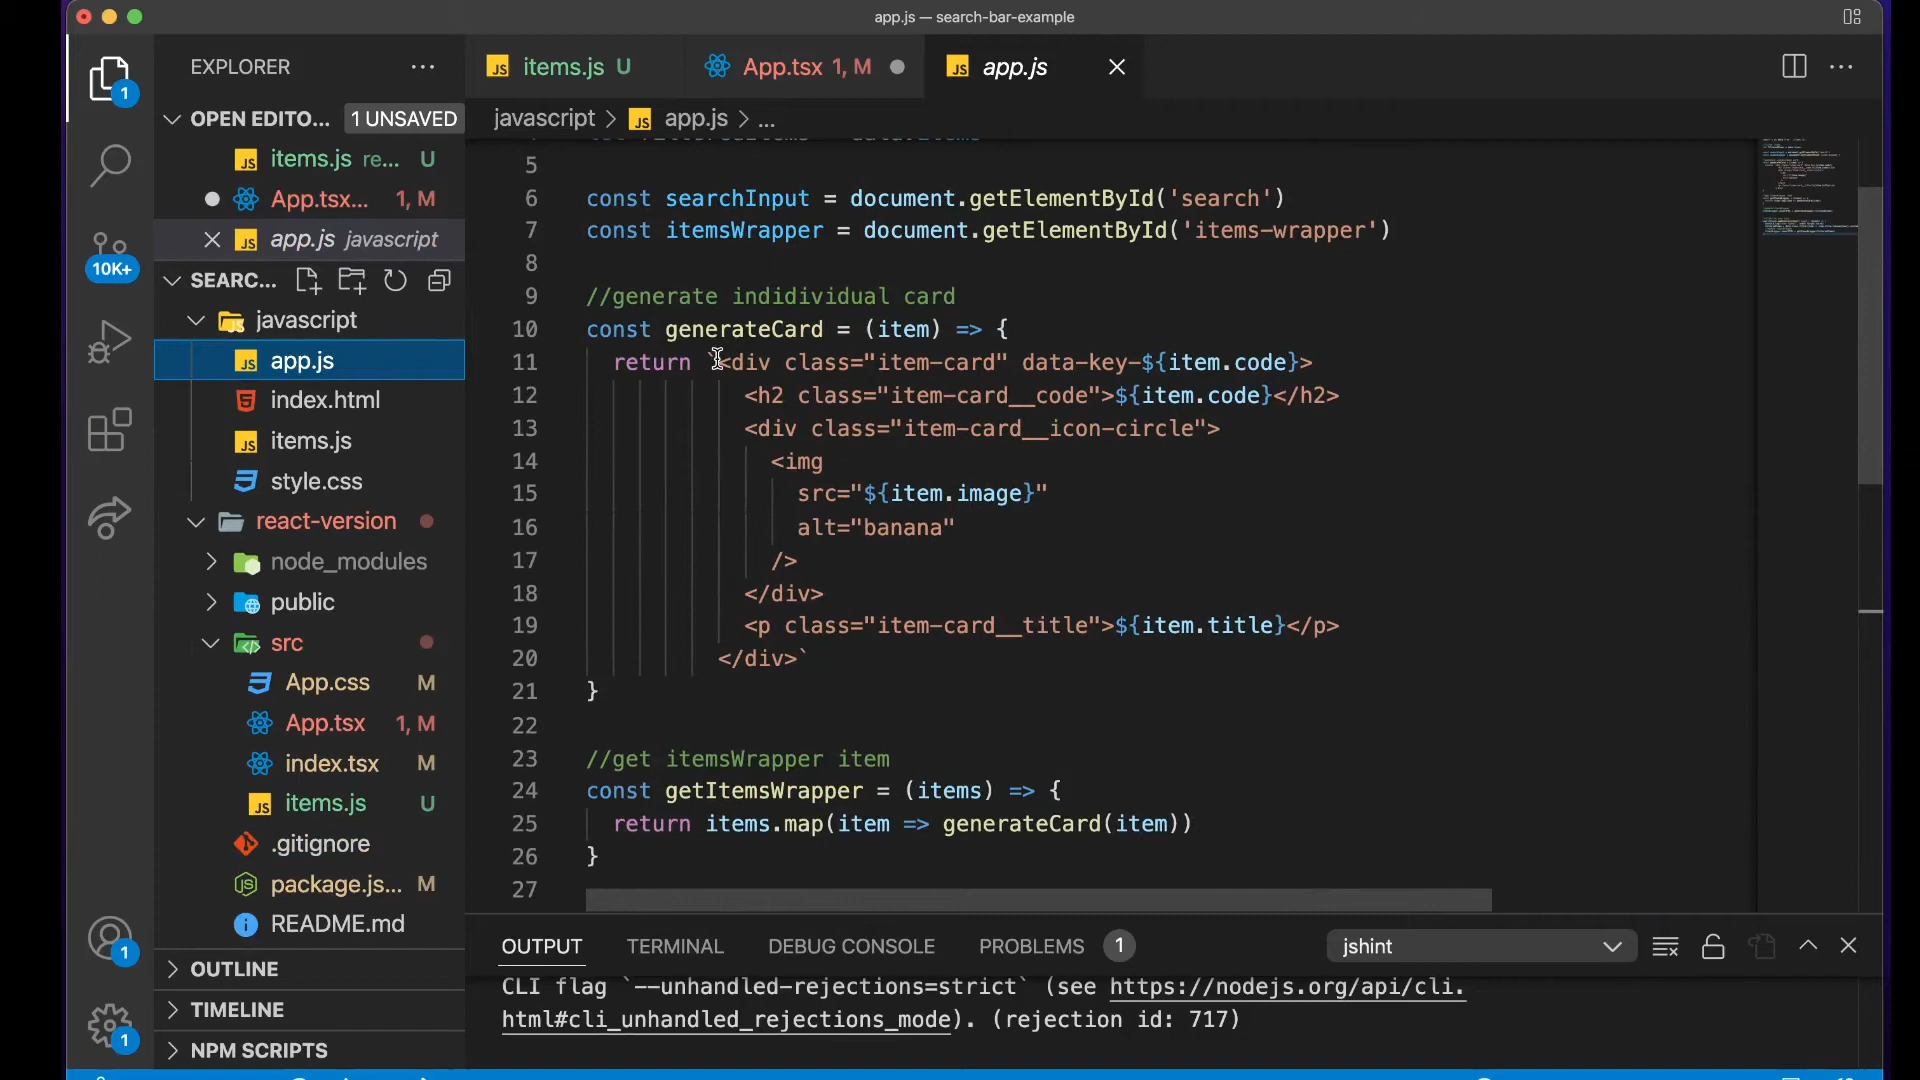 app.js — search-bar-example
EXPLORER
items.js U
App.tsx 1, M
app.js
OPEN EDITO... 1 UNSAVED
javascript > JS app.js > ...
JS items.js re... U
App.tsx... 1, M
JS app.js javascript
SEARC...
javascript
JS app.js
index.html
JS items.js
style.css
react-version
node_modules
public
src
App.css M
App.tsx 1, M
index.tsx M
JS items.js U
.gitignore
package.js... M
README.md
OUTLINE
TIMELINE
NPM SCRIPTS
1
10K+
1
1
5
6 const searchInput = document.getElementById('search')
7 const itemsWrapper = document.getElementById('items-wrapper')
8
9 //generate indidividual card
10 const generateCard = (item) => {
11 return `<div class="item-card" data-key-${item.code}>
12 <h2 class="item-card__code">${item.code}</h2>
13 <div class="item-card__icon-circle">
14 <img
15 src="${item.image}"
16 alt="banana"
17 />
18 </div>
19 <p class="item-card__title">${item.title}</p>
20 </div>`
21 }
22
23 //get itemsWrapper item
24 const getItemsWrapper = (items) => {
25 return items.map(item => generateCard(item))
26 }
27
OUTPUT TERMINAL DEBUG CONSOLE PROBLEMS 1 jshint
CLI flag `--unhandled-rejections=strict` (see https://nodejs.org/api/cli.
html#cli_unhandled_rejections_mode). (rejection id: 717)